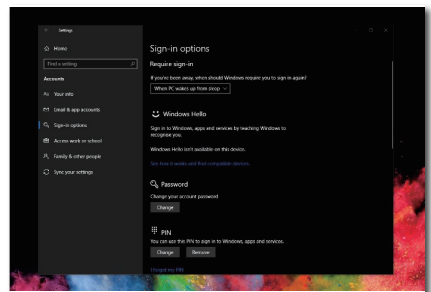 Settings
Home
Find a setting
Accounts
Your info
Email & app accounts
Sign-in options
Access work or school
Family & other people
Sync your settings
Sign-in options
Require sign-in
If you've been away, when should Windows require you to sign in again?
When PC wakes up from sleep
Windows Hello
Sign in to Windows, apps and services by teaching Windows to
recognise you.
Windows Hello isn't available on this device.
See how it works and find compatible devices.
Password
Change your account password
Change
PIN
You can use this PIN to sign in to Windows, apps and services.
Change Remove
I forgot my PIN